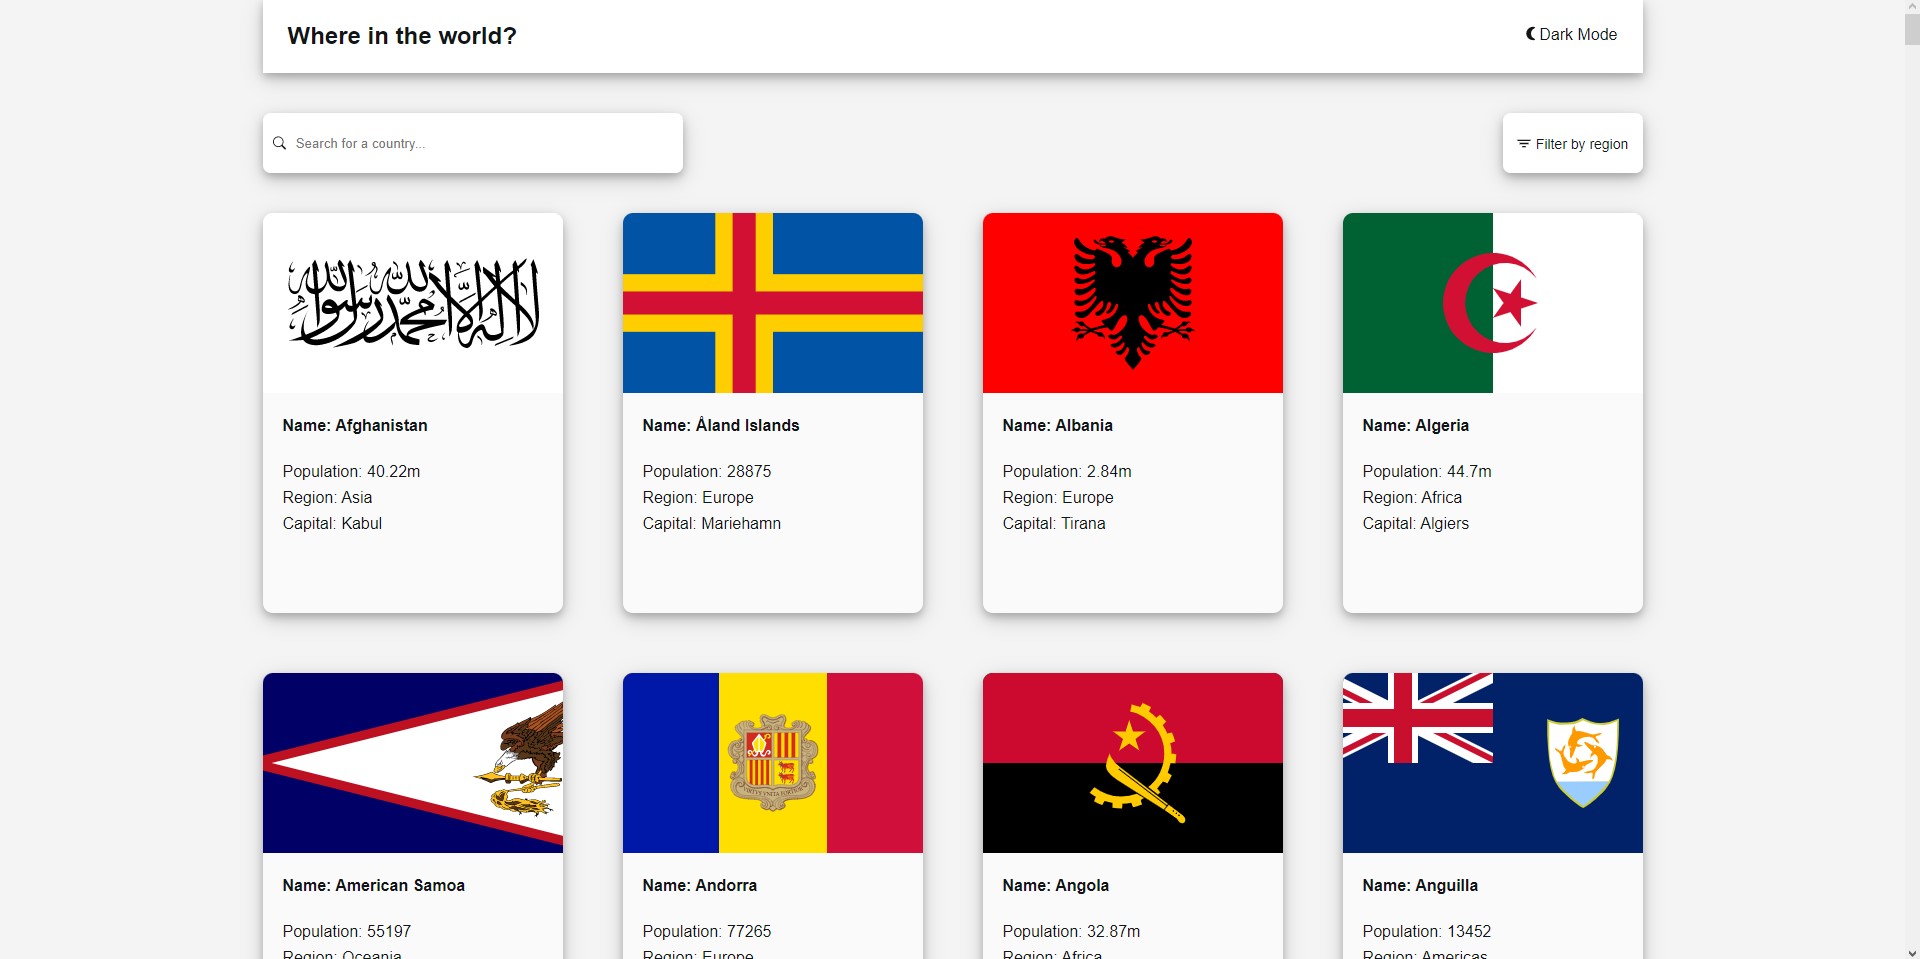 Where in the world?
Dark Mode
Search for a country...
Filter by region
لا إله إلا الله محمد رسول الله
Name: Afghanistan
Population: 40.22m
Region: Asia
Capital: Kabul
Name: Åland Islands
Population: 28875
Region: Europe
Capital: Mariehamn
Name: Albania
Population: 2.84m
Region: Europe
Capital: Tirana
Name: Algeria
Population: 44.7m
Region: Africa
Capital: Algiers
VIRTVS VNITA FORTIOR
Name: American Samoa
Population: 55197
Region: Oceania
Name: Andorra
Population: 77265
Region: Europe
Name: Angola
Population: 32.87m
Region: Africa
Name: Anguilla
Population: 13452
Region: Americas